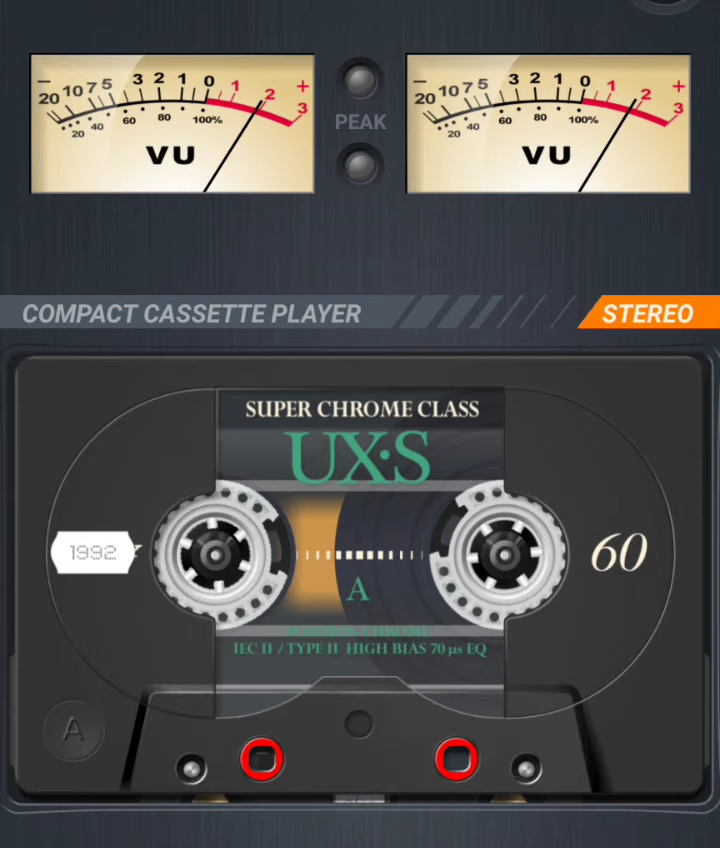 − 20 10 7 5 3 2 1 0 1 2 3 +
20 40 60 80 100%
VU
PEAK
− 20 10 7 5 3 2 1 0 1 2 3 +
20 40 60 80 100%
VU
COMPACT CASSETTE PLAYER
STEREO
SUPER CHROME CLASS
UX·S
1992
60
A
IEC II / TYPE II HIGH BIAS 70 µs EQ
A